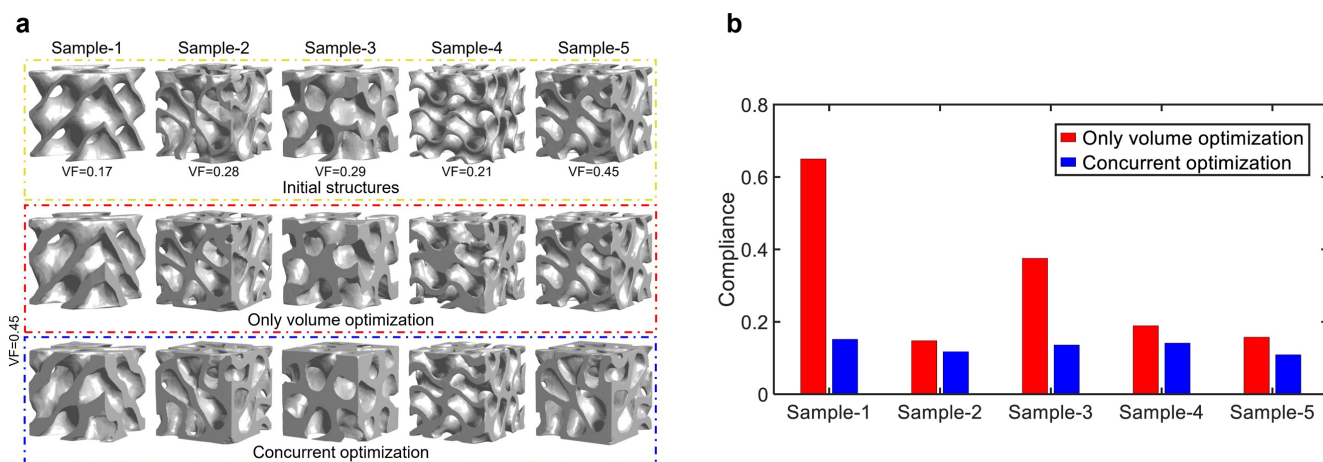 a
Sample-1 Sample-2 Sample-3 Sample-4 Sample-5
VF=0.17 VF=0.28 VF=0.29 VF=0.21 VF=0.45
Initial structures
Only volume optimization
VF=0.45
Concurrent optimization
b
0.8
0.6
0.4
0.2
0
Compliance
Only volume optimization
Concurrent optimization
Sample-1 Sample-2 Sample-3 Sample-4 Sample-5